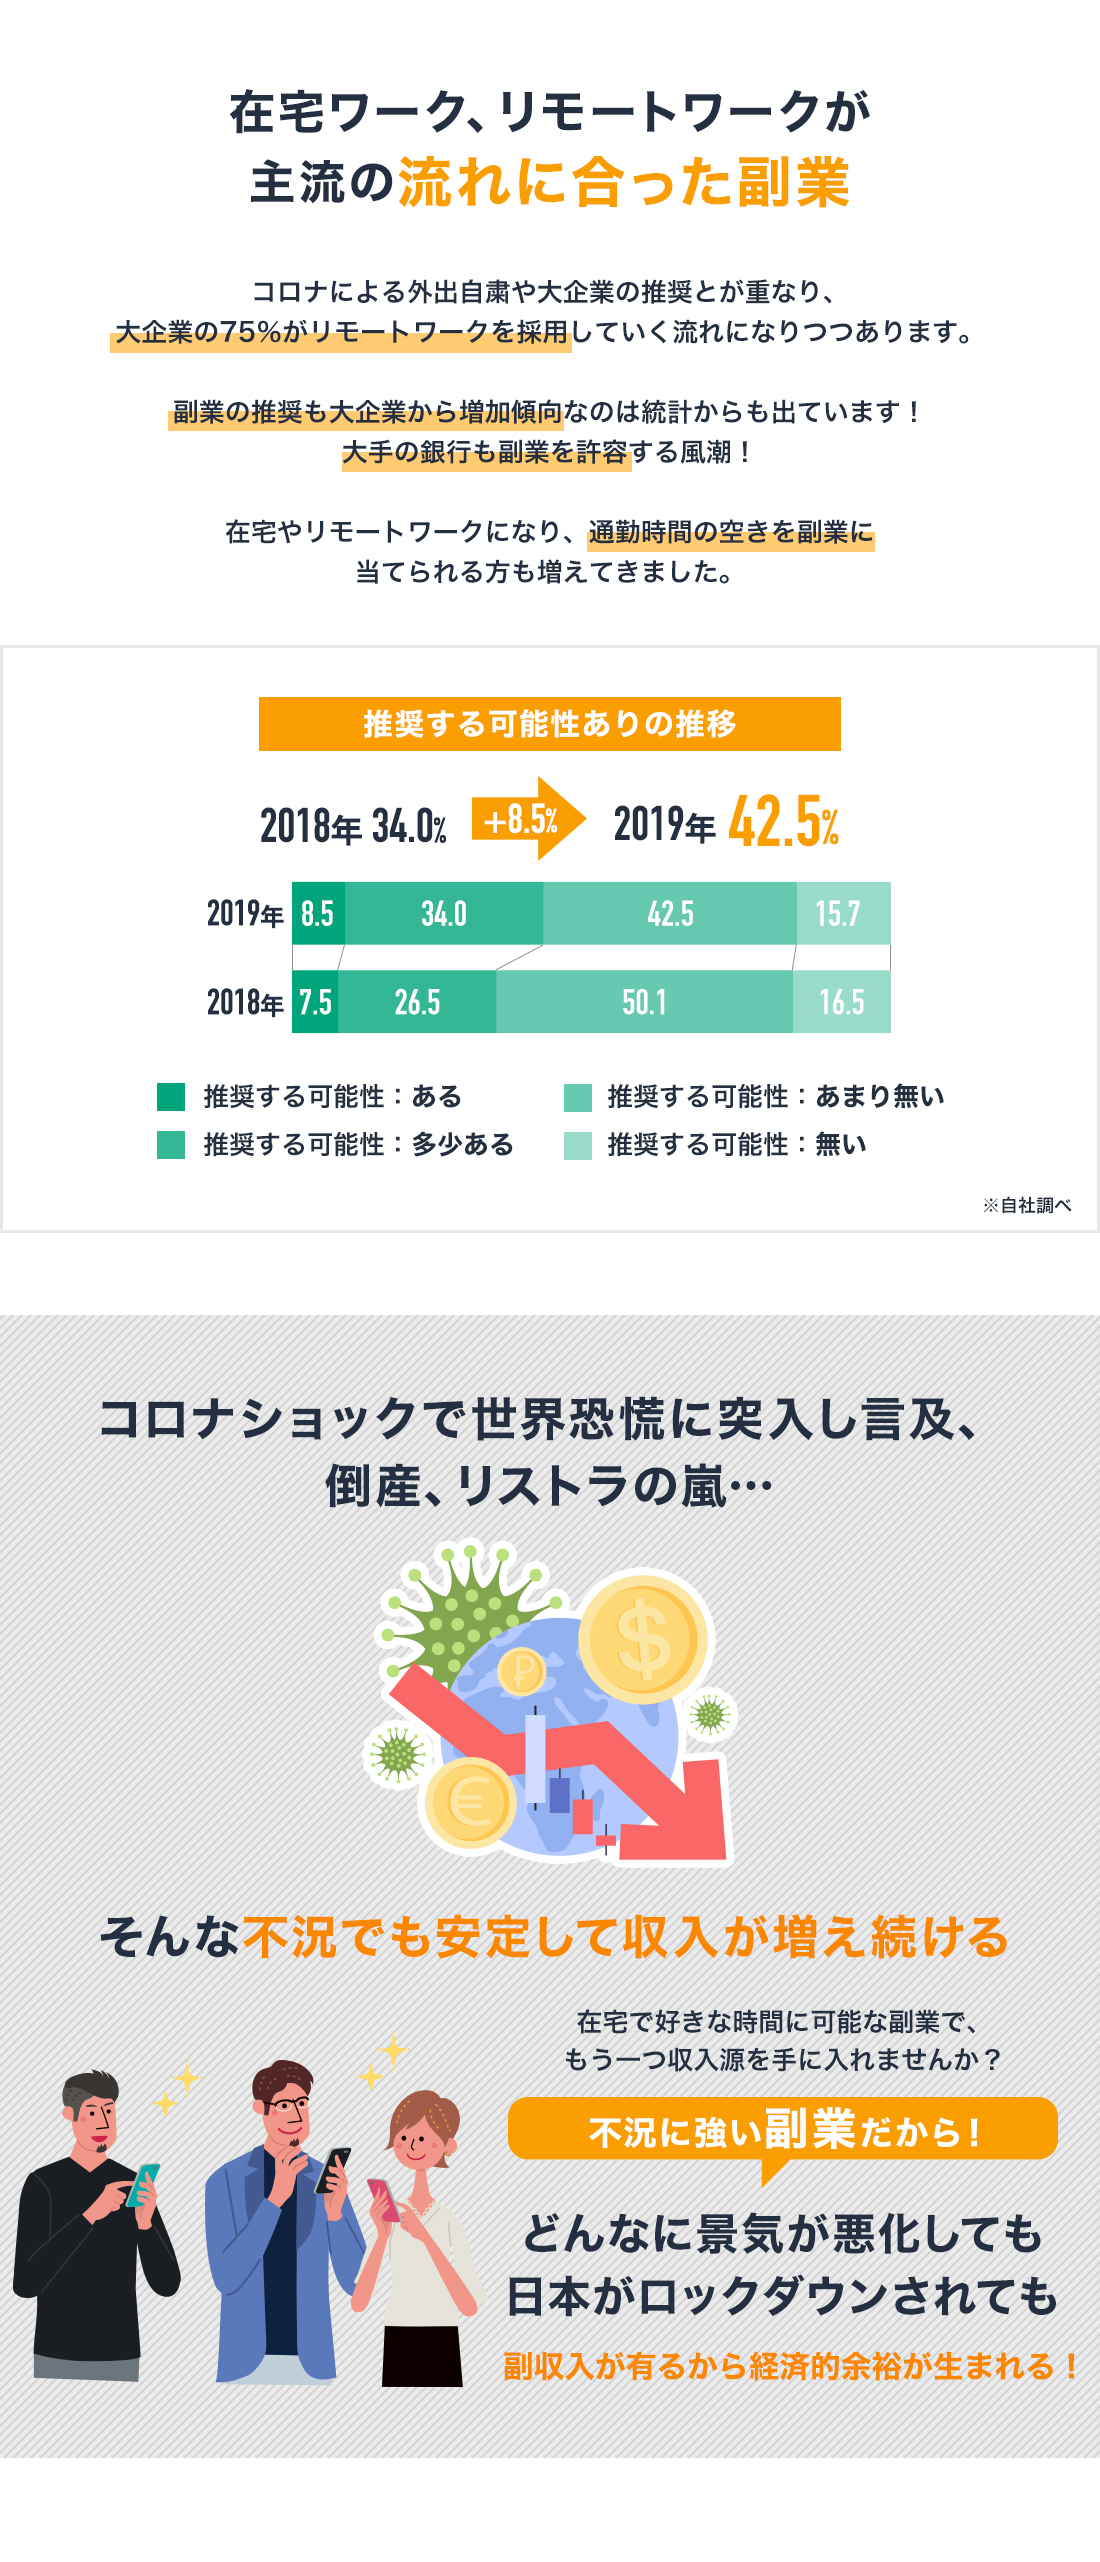 在宅ワーク、リモートワークが
主流の流れに合った副業
コロナによる外出自粛や大企業の推奨とが重なり、
大企業の75%がリモートワークを採用していく流れになりつつあります。
副業の推奨も大企業から増加傾向なのは統計からも出ています！
大手の銀行も副業を許容する風潮！
在宅やリモートワークになり、通勤時間の空きを副業に
当てられる方も増えてきました。
推奨する可能性ありの推移
2018年 34.0% +8.5% 2019年 42.5%
2019年 8.5 34.0 42.5 15.7
2018年 7.5 26.5 50.1 16.5
推奨する可能性：ある 推奨する可能性：あまり無い
推奨する可能性：多少ある 推奨する可能性：無い
※自社調べ
コロナショックで世界恐慌に突入し言及、
倒産、リストラの嵐…
$
₽
€
そんな不況でも安定して収入が増え続ける
在宅で好きな時間に可能な副業で、
もう一つ収入源を手に入れませんか？
不況に強い副業だから！
どんなに景気が悪化しても
日本がロックダウンされても
副収入が有るから経済的余裕が生まれる！